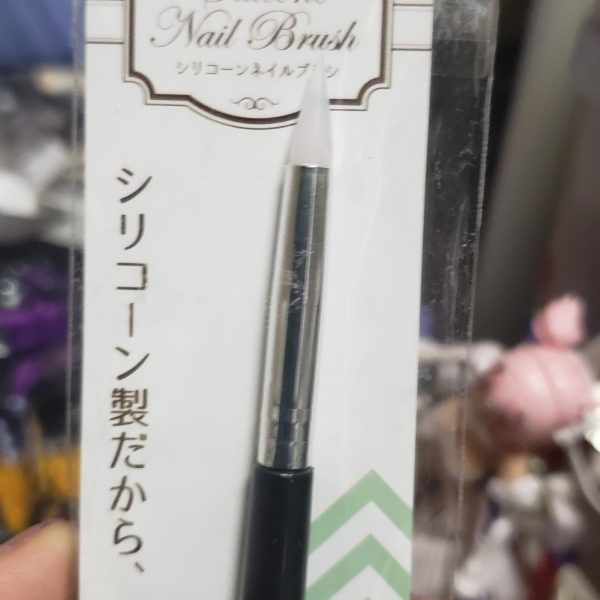 Silicone
Nail Brush
シリコーンネイルブラシ
シリコーン製だから、